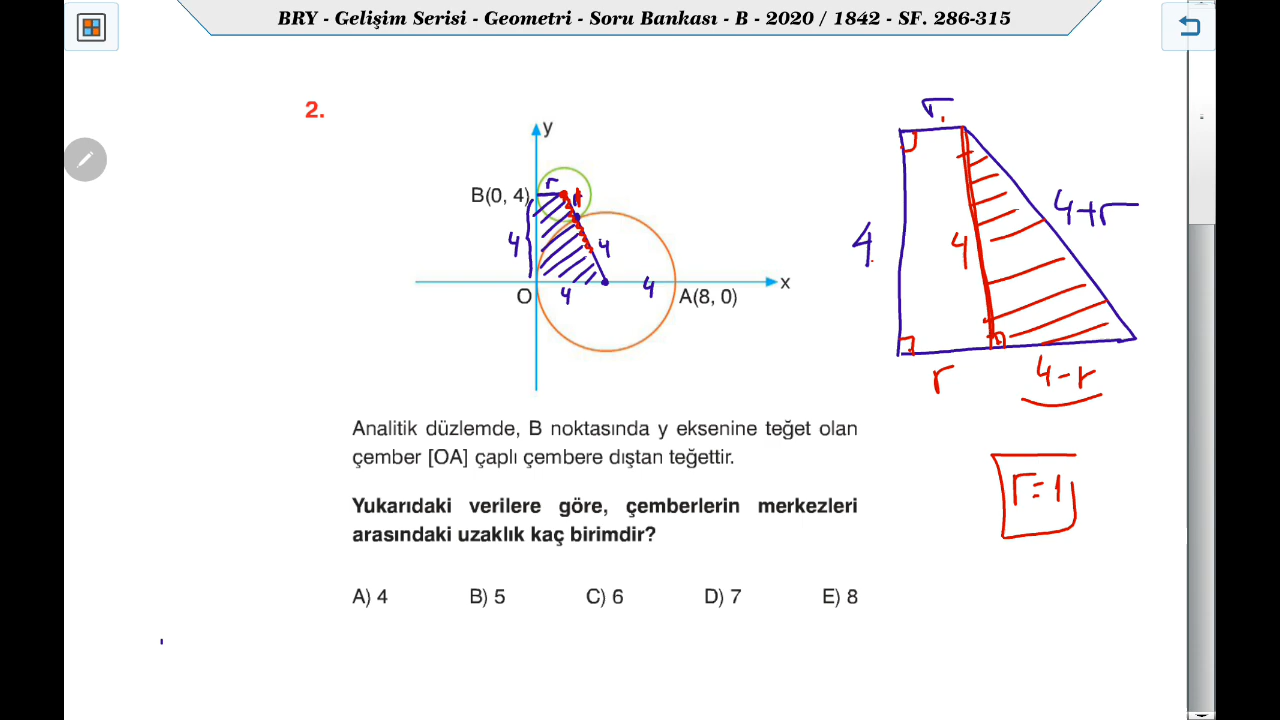 BRY - Gelişim Serisi - Geometri - Soru Bankası - B - 2020 / 1842 - SF. 286-315
2.
y
B(0, 4)
r
r
4
4
O
4
4
A(8, 0)
x
r
4
4
4+r
r
4-r
r=1
Analitik düzlemde, B noktasında y eksenine teğet olan
çember [OA] çaplı çembere dıştan teğettir.
Yukarıdaki verilere göre, çemberlerin merkezleri
arasındaki uzaklık kaç birimdir?
A) 4 B) 5 C) 6 D) 7 E) 8